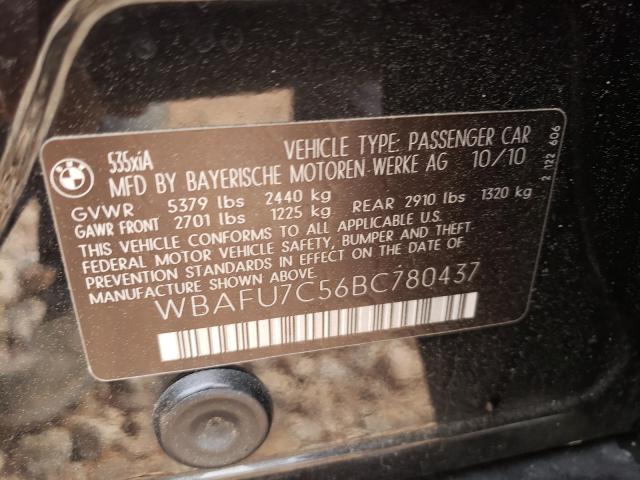 BMW
535xiA
VEHICLE TYPE: PASSENGER CAR
MFD BY BAYERISCHE MOTOREN WERKE AG 10/10
GVWR 5379 lbs 2440 kg
GAWR FRONT 2701 lbs 1225 kg REAR 2910 lbs 1320 kg
THIS VEHICLE CONFORMS TO ALL APPLICABLE U.S.
FEDERAL MOTOR VEHICLE SAFETY, BUMPER AND THEFT
PREVENTION STANDARDS IN EFFECT ON THE DATE OF
MANUFACTURE SHOWN ABOVE.
WBAFU7C56BC780437
2 122 606